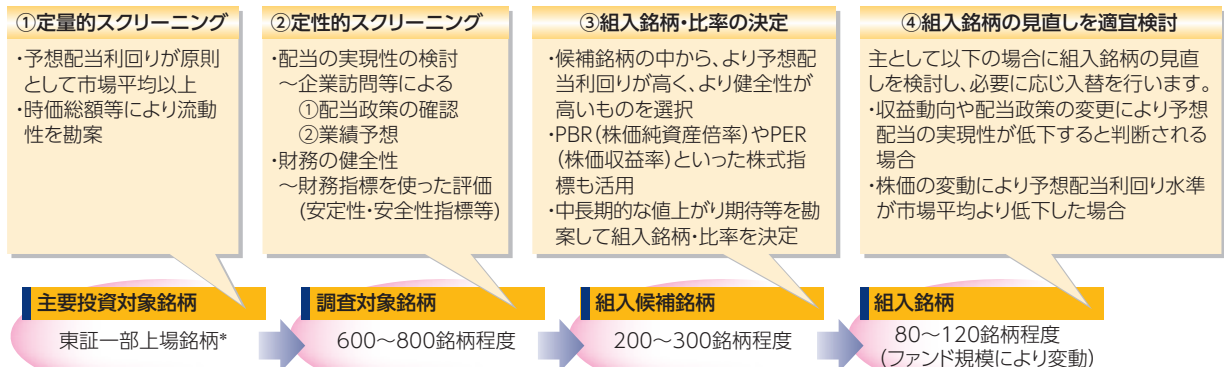 ①定量的スクリーニング
・予想配当利回りが原則
として市場平均以上
・時価総額等により流動
性を勘案
②定性的スクリーニング
・配当の実現性の検討
～企業訪問等による
①配当政策の確認
②業績予想
・財務の健全性
～財務指標を使った評価
(安定性・安全性指標等)
③組入銘柄・比率の決定
・候補銘柄の中から、より予想配
当利回りが高く、より健全性が
高いものを選択
・PBR(株価純資産倍率)やPER
(株価収益率)といった株式指
標も活用
・中長期的な値上がり期待等を勘
案して組入銘柄・比率を決定
④組入銘柄の見直しを適宜検討
主として以下の場合に組入銘柄の見直
しを検討し、必要に応じ入替を行います。
・収益動向や配当政策の変更により予想
配当の実現性が低下すると判断される
場合
・株価の変動により予想配当利回り水準
が市場平均より低下した場合
主要投資対象銘柄
東証一部上場銘柄*
調査対象銘柄
600～800銘柄程度
組入候補銘柄
200～300銘柄程度
組入銘柄
80～120銘柄程度
(ファンド規模により変動)